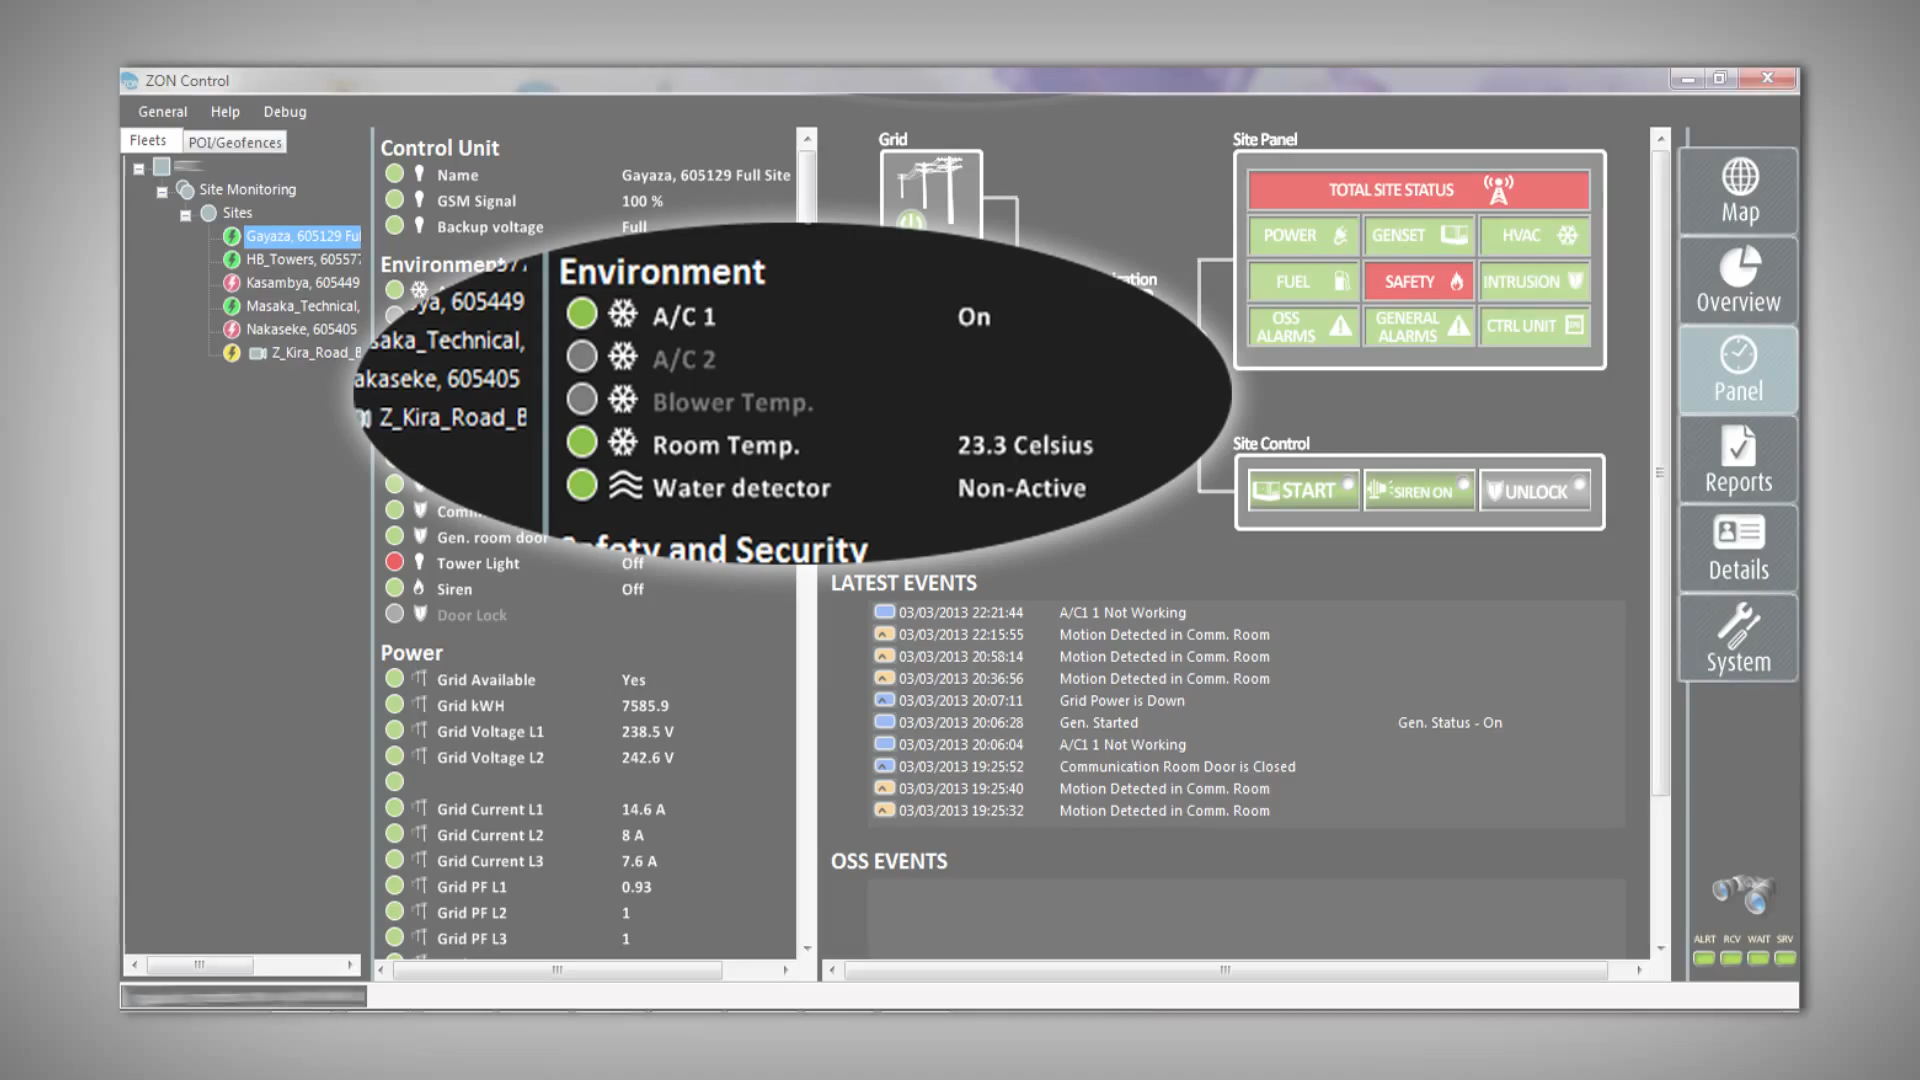 ZON Control
General Help Debug
Fleets POI/Geofences
Site Monitoring
Sites
Gayaza, 605129 Ful
HB_Towers, 60557
Kasambya, 605449
Masaka_Technical,
Nakaseke, 605405
Z_Kira_Road_B
Control Unit
Name Gayaza, 605129 Full Site
GSM Signal 100 %
Backup voltage Full
Environment
ya, 605449
saka_Technical,
akaseke, 605405
Z_Kira_Road_B
Environment
A/C 1 On
A/C 2
Blower Temp.
Room Temp. 23.3 Celsius
Water detector Non-Active
Safety and Security
Gen. room door
Tower Light Off
Siren Off
Door Lock
Power
Grid Available Yes
Grid kWH 7585.9
Grid Voltage L1 238.5 V
Grid Voltage L2 242.6 V
Grid Current L1 14.6 A
Grid Current L2 8 A
Grid Current L3 7.6 A
Grid PF L1 0.93
Grid PF L2 1
Grid PF L3 1
Grid
Site Panel
TOTAL SITE STATUS
POWER GENSET HVAC
FUEL SAFETY INTRUSION
OSS ALARMS GENERAL ALARMS CTRL UNIT
Site Control
START SIREN ON UNLOCK
LATEST EVENTS
03/03/2013 22:21:44 A/C1 1 Not Working
03/03/2013 22:15:55 Motion Detected in Comm. Room
03/03/2013 20:58:14 Motion Detected in Comm. Room
03/03/2013 20:36:56 Motion Detected in Comm. Room
03/03/2013 20:07:11 Grid Power is Down
03/03/2013 20:06:28 Gen. Started Gen. Status - On
03/03/2013 20:06:04 A/C1 1 Not Working
03/03/2013 19:25:52 Communication Room Door is Closed
03/03/2013 19:25:40 Motion Detected in Comm. Room
03/03/2013 19:25:32 Motion Detected in Comm. Room
OSS EVENTS
Map
Overview
Panel
Reports
Details
System
ALRT RCV WAIT SRV